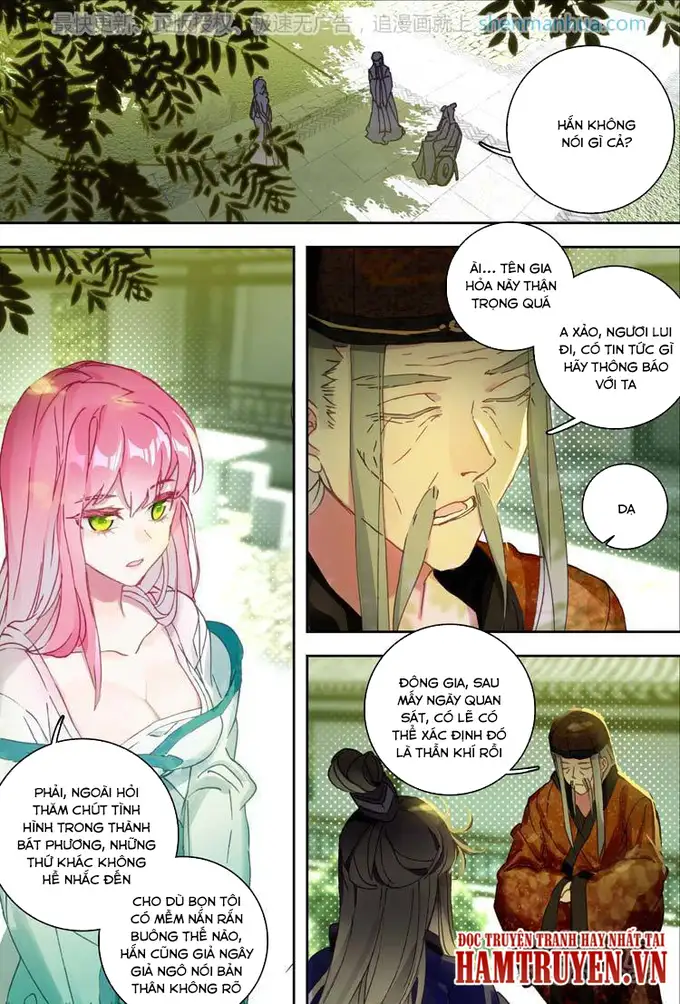 最快更新、正版授权、极速无广告，追漫画就上 shenmanhua.com
HẮN KHÔNG
NÓI GÌ CẢ?
ÀI... TÊN GIA
HỎA NÀY THẬN
TRỌNG QUÁ
A XẢO, NGƯƠI LUI
ĐI, CÓ TIN TỨC GÌ
HÃY THÔNG BÁO
VỚI TA
DẠ
PHẢI, NGOÀI HỎI
THĂM CHÚT TÌNH
HÌNH TRONG THÀNH
BÁT PHƯƠNG, NHỮNG
THỨ KHÁC KHÔNG
HỀ NHẮC ĐẾN
CHO DÙ BỌN TÔI
CÓ MỀM NẮN RẮN
BUÔNG THẾ NÀO,
HẮN CŨNG GIẢ NGÂY
GIẢ NGÔ NÓI BẢN
THÂN KHÔNG RÕ
ĐÔNG GIA, SAU
MẤY NGÀY QUAN
SÁT, CÓ LẼ CÓ
THỂ XÁC ĐỊNH ĐÓ
LÀ THẦN KHÍ RỒI
ĐỌC TRUYỆN TRANH HAY NHẤT TẠI
HAMTRUYEN.VN